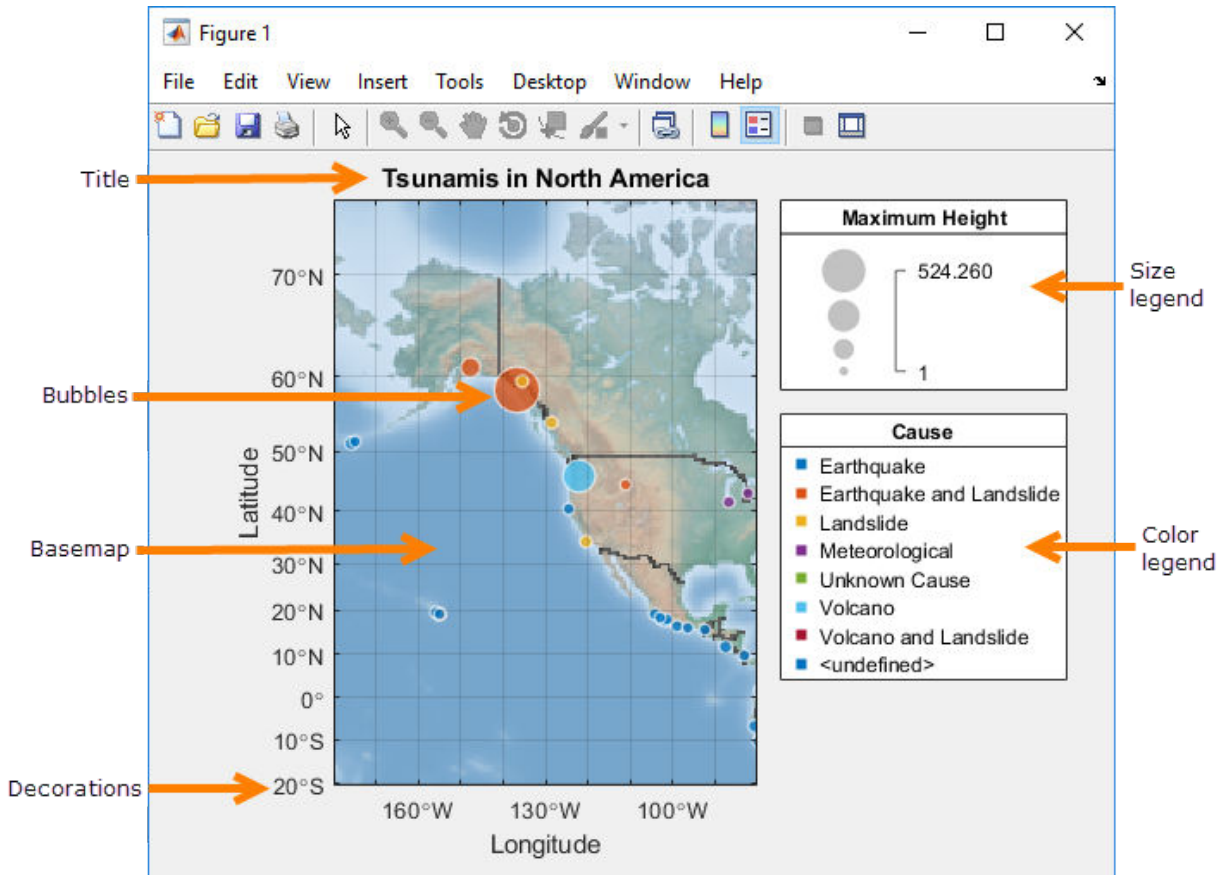 Figure 1
File Edit View Insert Tools Desktop Window Help
Title
Tsunamis in North America
Maximum Height
524.260
1
Size
legend
Bubbles
Basemap
Decorations
Latitude
70°N
60°N
50°N
40°N
30°N
20°N
10°N
0°
10°S
20°S
160°W 130°W 100°W
Longitude
Cause
Earthquake
Earthquake and Landslide
Landslide
Meteorological
Unknown Cause
Volcano
Volcano and Landslide
<undefined>
Color
legend